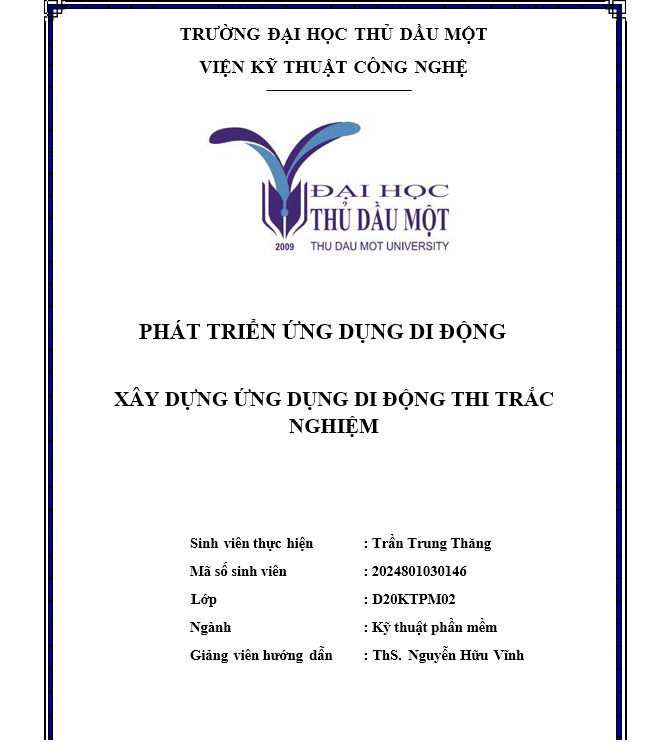 TRƯỜNG ĐẠI HỌC THỦ DẦU MỘT
VIỆN KỸ THUẬT CÔNG NGHỆ
ĐẠI HỌC
THỦ DẦU MỘT
2009 THU DAU MOT UNIVERSITY
PHÁT TRIỂN ỨNG DỤNG DI ĐỘNG
XÂY DỰNG ỨNG DỤNG DI ĐỘNG THI TRẮC
NGHIỆM
Sinh viên thực hiện : Trần Trung Thăng
Mã số sinh viên : 2024801030146
Lớp : D20KTPM02
Ngành : Kỹ thuật phần mềm
Giảng viên hướng dẫn : ThS. Nguyễn Hữu Vĩnh